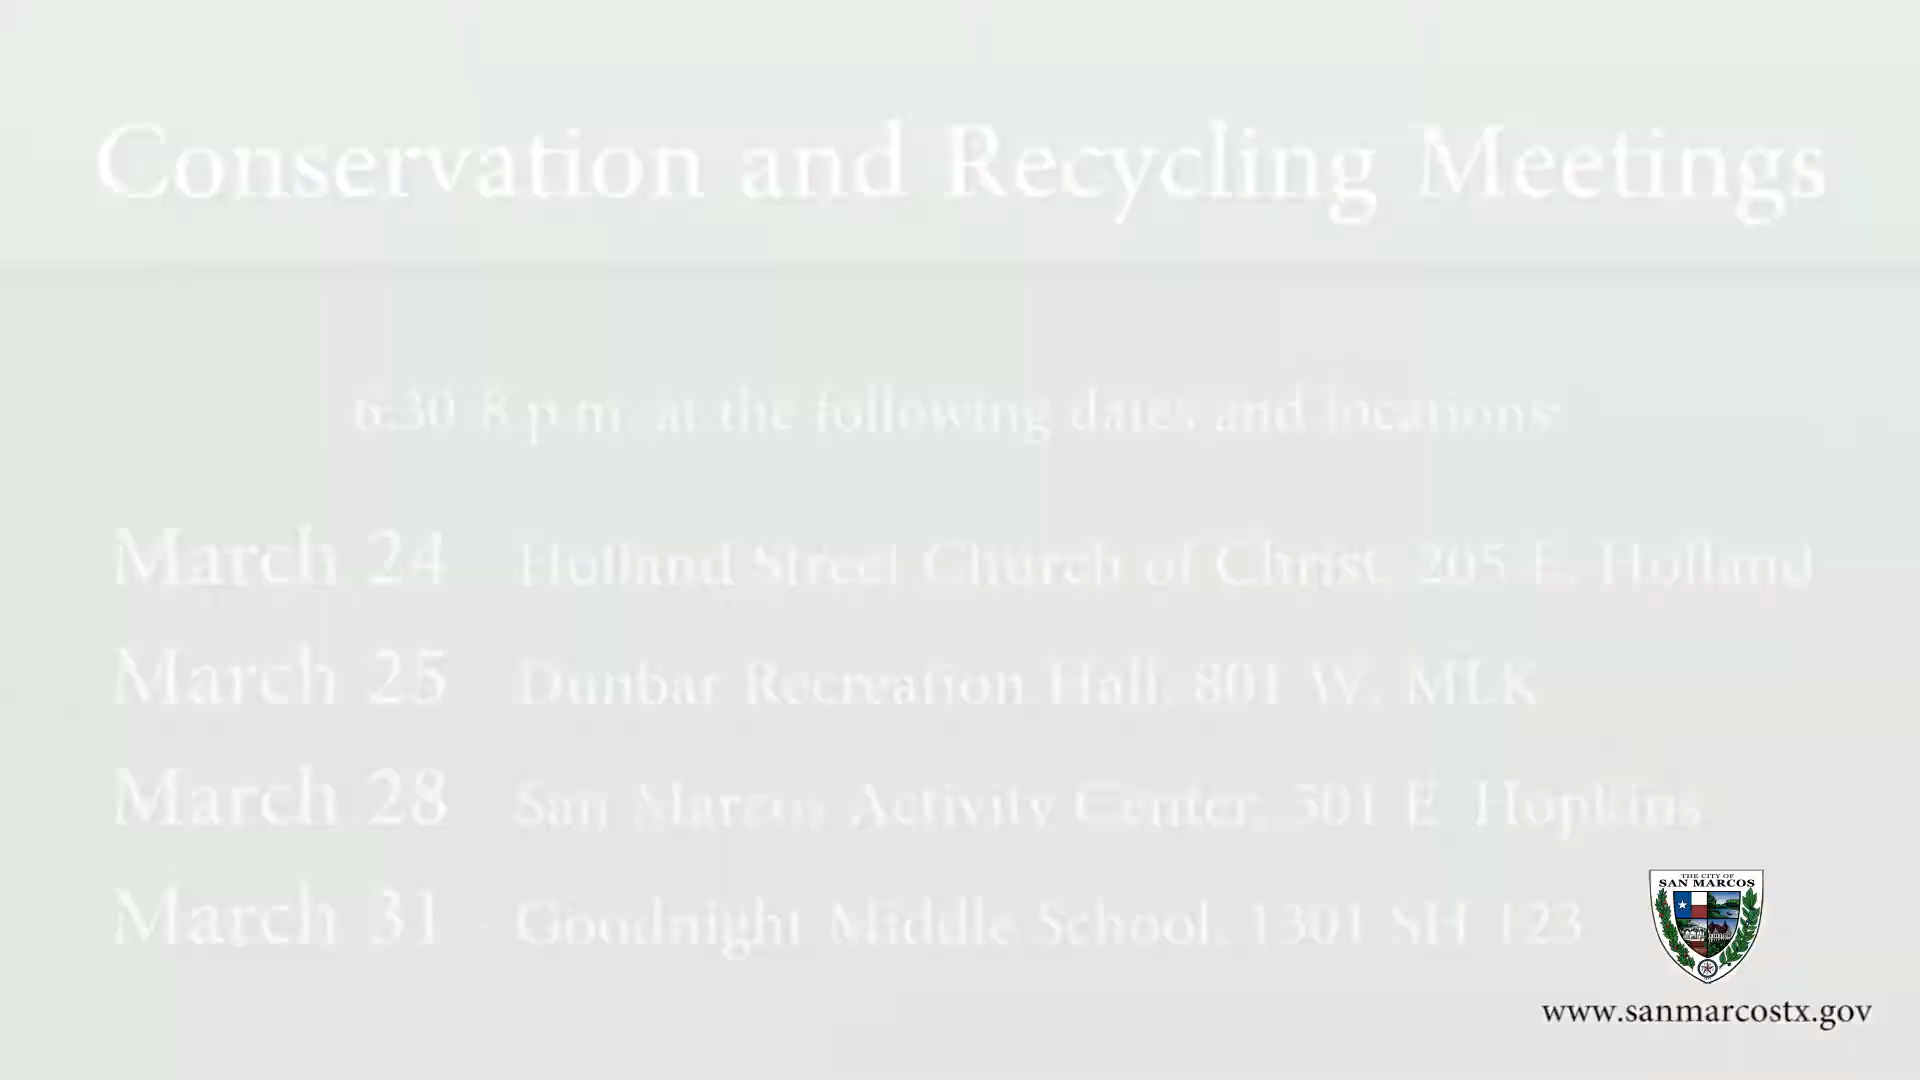 Conservation and Recycling Meetings
6:30-8 p.m. at the following dates and locations:
March 24 - Holland Street Church of Christ, 205 E. Holland
March 25 - Dunbar Recreation Hall, 801 W. MLK
March 28 - San Marcos Activity Center, 501 E. Hopkins
March 31 - Goodnight Middle School, 1301 SH 123
THE CITY OF
SAN MARCOS
www.sanmarcostx.gov